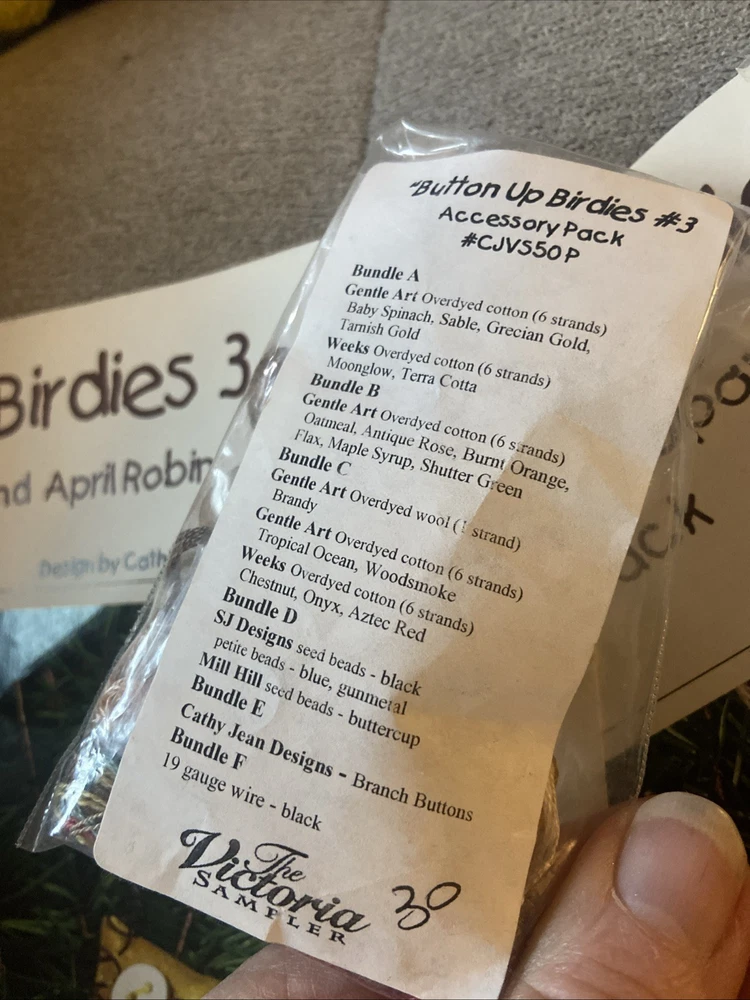 "Button Up Birdies #3
Accessory Pack
#CJVS50P
Bundle A
Gentle Art Overdyed cotton (6 strands)
Baby Spinach, Sable, Grecian Gold,
Tarnish Gold
Weeks Overdyed cotton (6 strands)
Moonglow, Terra Cotta
Bundle B
Gentle Art Overdyed cotton (6 strands)
Oatmeal, Antique Rose, Burnt Orange,
Flax, Maple Syrup, Shutter Green
Bundle C
Gentle Art Overdyed wool (1 strand)
Brandy
Gentle Art Overdyed cotton (6 strands)
Tropical Ocean, Woodsmoke
Weeks Overdyed cotton (6 strands)
Chestnut, Onyx, Aztec Red
Bundle D
SJ Designs seed beads - black
petite beads - blue, gunmetal
Mill Hill seed beads - buttercup
Bundle E
Cathy Jean Designs - Branch Buttons
Bundle F
19 gauge wire - black
The
Victoria
SAMPLER
30
Birdies 3
nd April Robin
Design by Cath